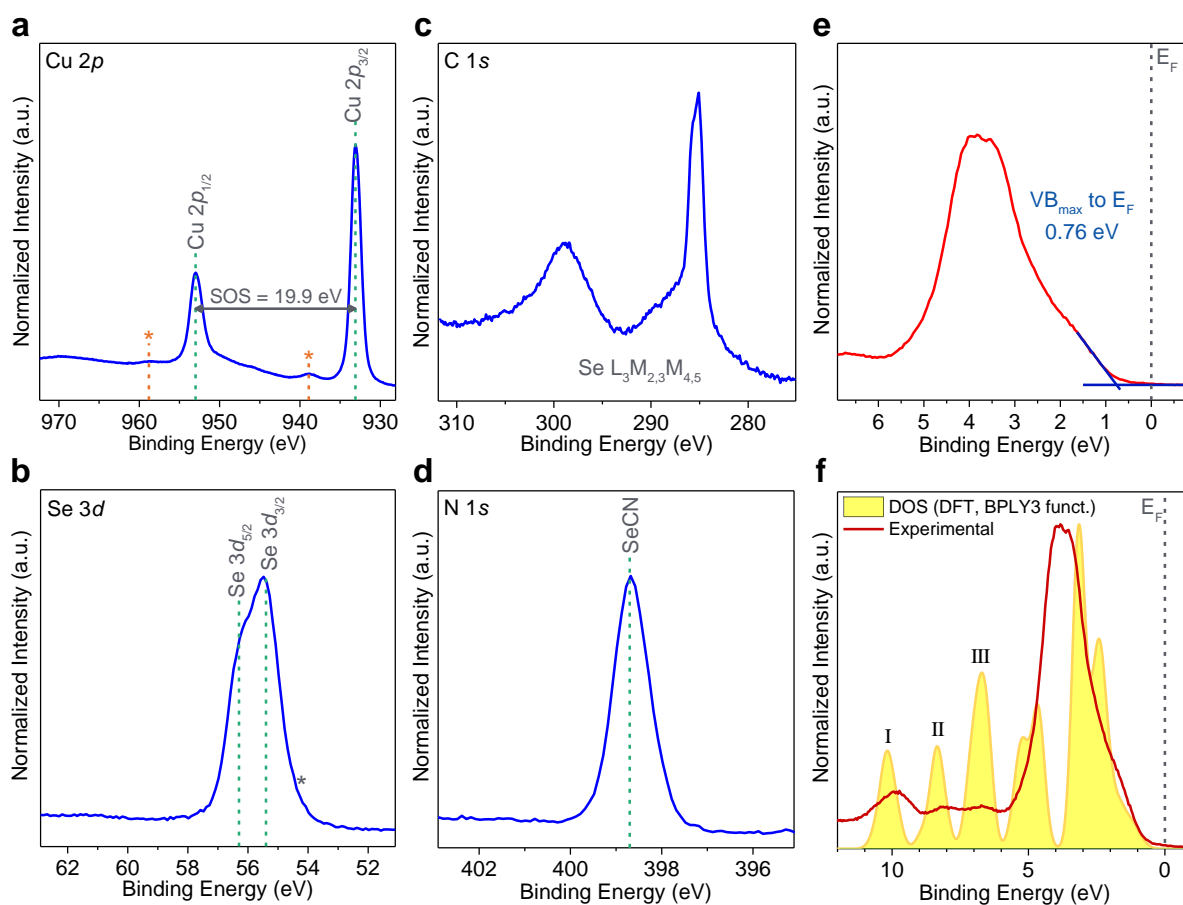 a
Cu 2p
Cu 2p1/2
Cu 2p3/2
SOS = 19.9 eV
*
*
Normalized Intensity (a.u.)
970 960 950 940 930
Binding Energy (eV)
b
Se 3d
Se 3d5/2
Se 3d3/2
*
Normalized Intensity (a.u.)
62 60 58 56 54 52
Binding Energy (eV)
c
C 1s
Se L3M2,3M4,5
Normalized Intensity (a.u.)
310 300 290 280
Binding Energy (eV)
d
N 1s
SeCN
Normalized Intensity (a.u.)
402 400 398 396
Binding Energy (eV)
e
EF
VBmax to EF
0.76 eV
Normalized Intensity (a.u.)
6 5 4 3 2 1 0
Binding Energy (eV)
f
DOS (DFT, BPLY3 funct.)
Experimental
EF
I
II
III
Normalized Intensity (a.u.)
10 5 0
Binding Energy (eV)